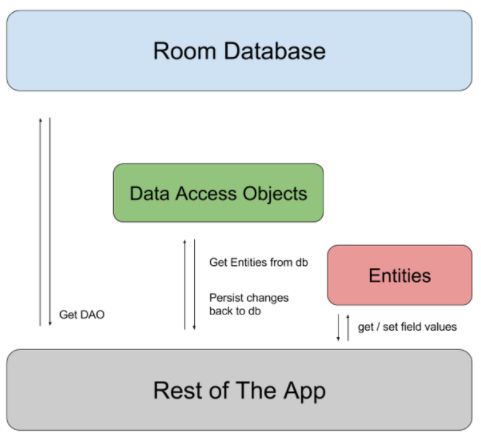 Room Database
Data Access Objects
Get Entities from db
Entities
Persist changes
back to db
Get DAO
get / set field values
Rest of The App